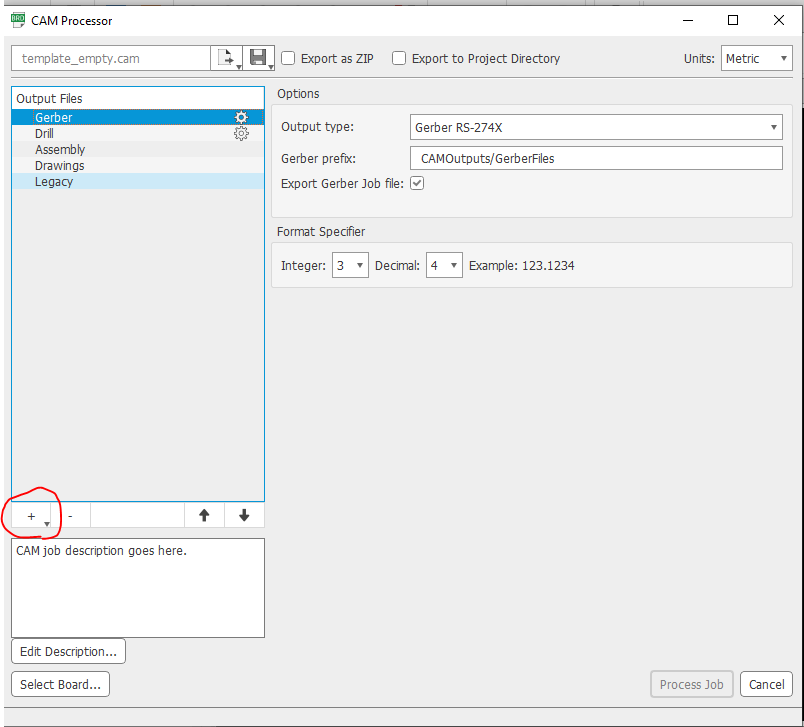 BRD CAM Processor
template_empty.cam Export as ZIP Export to Project Directory Units: Metric
Output Files
Gerber
Drill
Assembly
Drawings
Legacy
Options
Output type: Gerber RS-274X
Gerber prefix: CAMOutputs/GerberFiles
Export Gerber Job file:
Format Specifier
Integer: 3 Decimal: 4 Example: 123.1234
+ -
CAM job description goes here.
Edit Description...
Select Board... Process Job Cancel